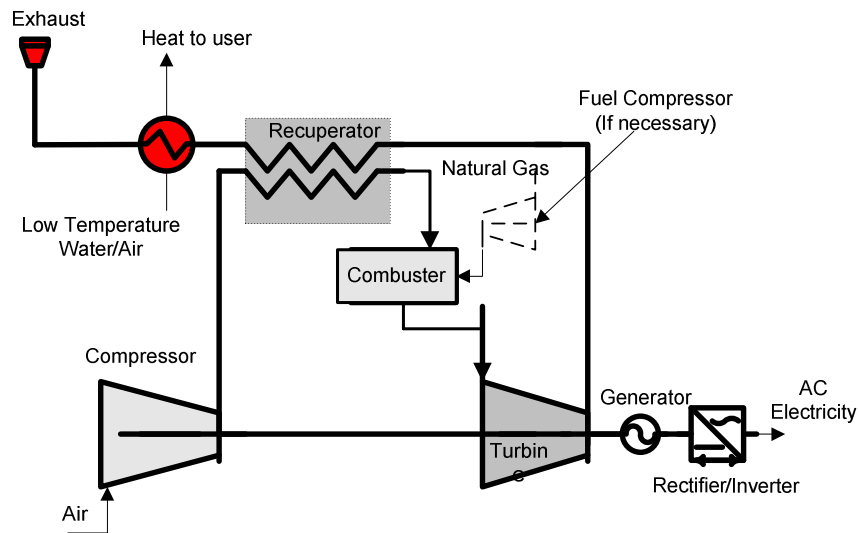 Exhaust
Heat to user
Fuel Compressor
(If necessary)
Recuperator
Natural Gas
Low Temperature
Water/Air
Combuster
Compressor
Generator
AC
Electricity
Turbin
e
Rectifier/Inverter
Air